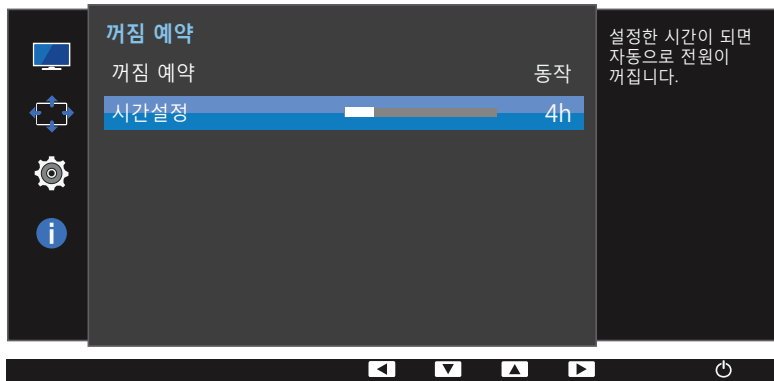 꺼짐 예약
꺼짐 예약 동작
시간설정 4h
설정한 시간이 되면
자동으로 전원이
꺼집니다.